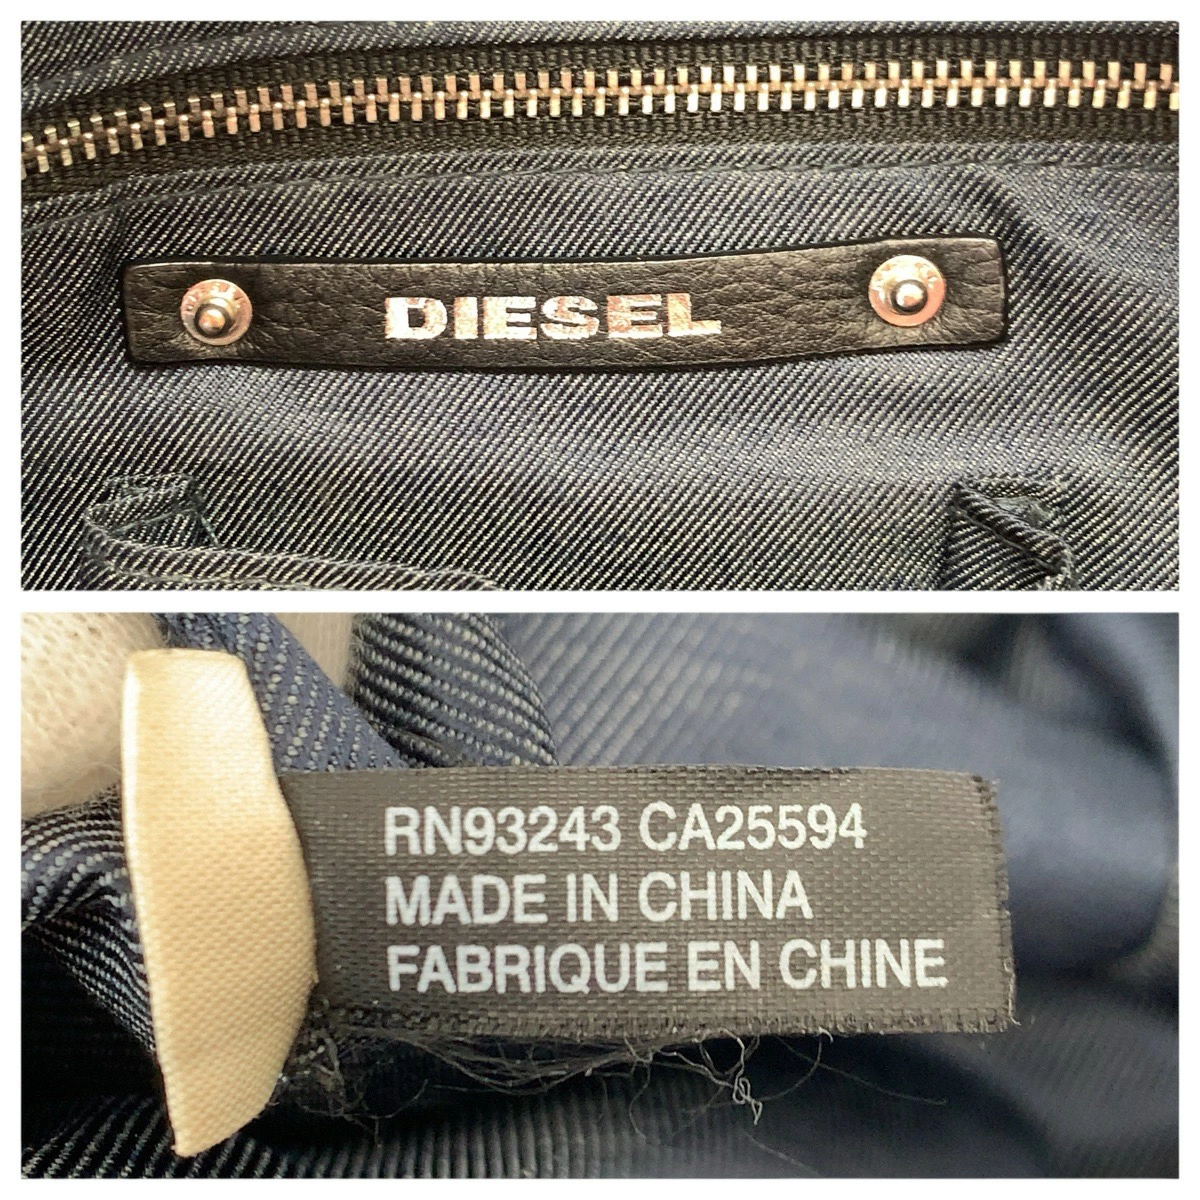 DIESEL
RN93243 CA25594
MADE IN CHINA
FABRIQUE EN CHINE